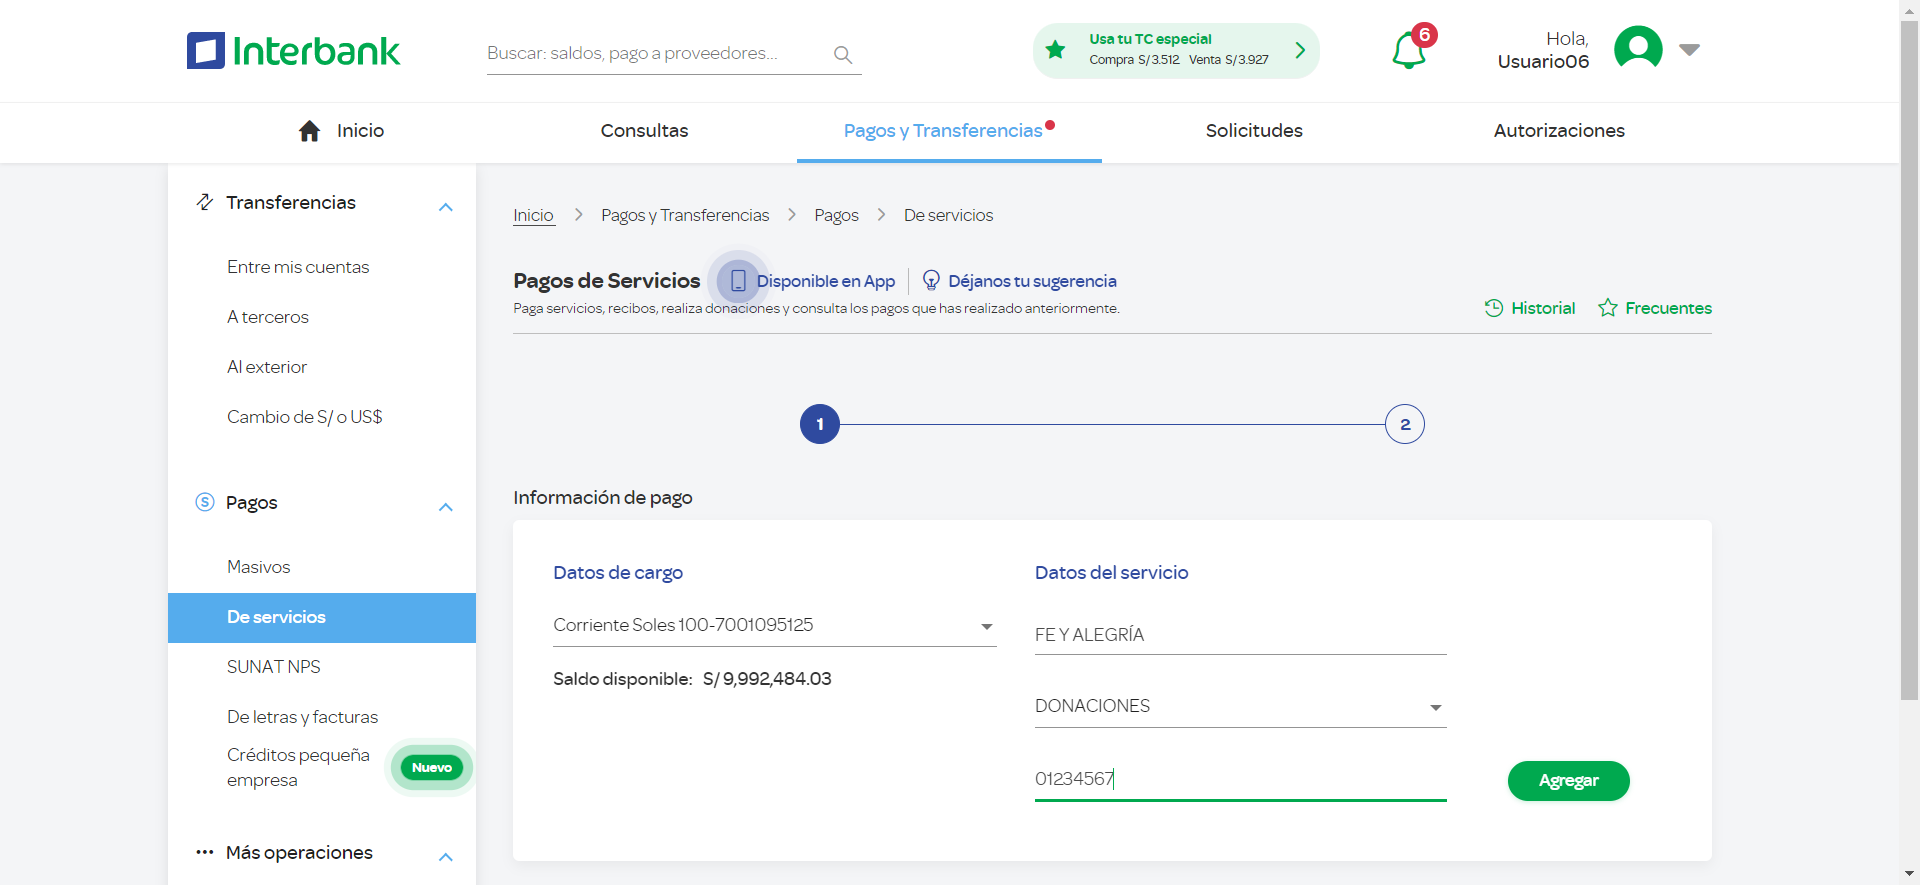 Interbank
Buscar: saldos, pago a proveedores...
Usa tu TC especial
Compra S/3.512 Venta S/3.927
6
Hola,
Usuario06
Inicio
Consultas
Pagos y Transferencias
Solicitudes
Autorizaciones
Transferencias
Entre mis cuentas
A terceros
Al exterior
Cambio de S/ o US$
S Pagos
Masivos
De servicios
SUNAT NPS
De letras y facturas
Créditos pequeña
empresa
Nuevo
Más operaciones
Inicio > Pagos y Transferencias > Pagos > De servicios
Pagos de Servicios
Disponible en App
Déjanos tu sugerencia
Paga servicios, recibos, realiza donaciones y consulta los pagos que has realizado anteriormente.
Historial
Frecuentes
1
2
Información de pago
Datos de cargo
Corriente Soles 100-7001095125
Saldo disponible: S/ 9,992,484.03
Datos del servicio
FE Y ALEGRÍA
DONACIONES
01234567
Agregar